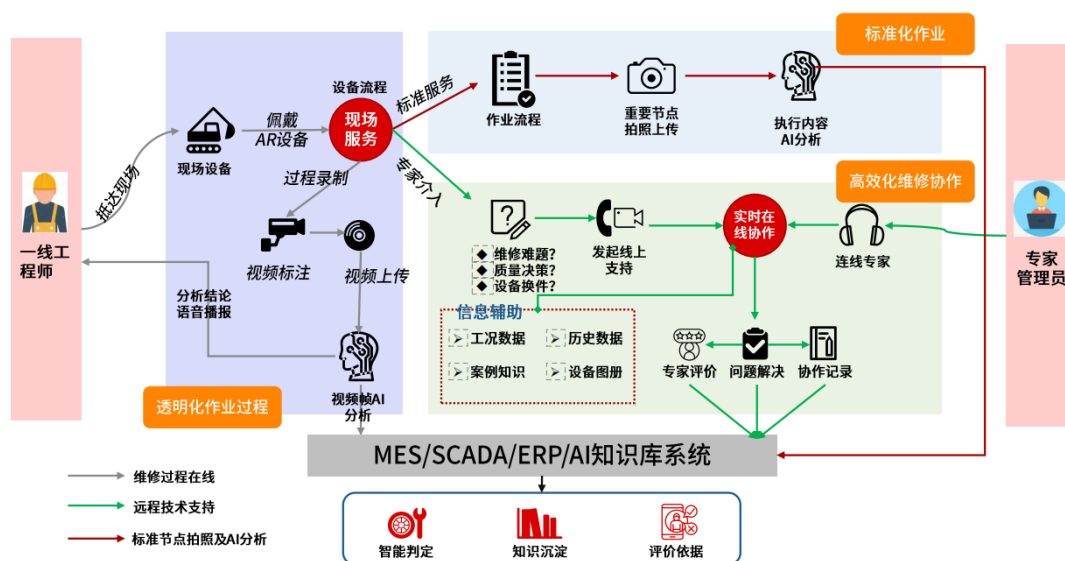 标准化作业
设备流程
标准服务
现场
服务
佩戴
AR设备
现场设备
抵达现场
一线工
程师
作业流程
重要节点
拍照上传
执行内容
AI分析
过程录制
专家介入
高效化维修协作
视频标注
视频上传
维修难题?
质量决策?
设备换件?
发起线上
支持
实时在
线协作
连线专家
专家
管理员
分析结论
语音播报
信息辅助
工况数据
历史数据
案例知识
设备图册
专家评价
问题解决
协作记录
视频帧AI
分析
透明化作业过程
MES/SCADA/ERP/AI知识库系统
维修过程在线
远程技术支持
标准节点拍照及AI分析
智能判定
知识沉淀
评价依据